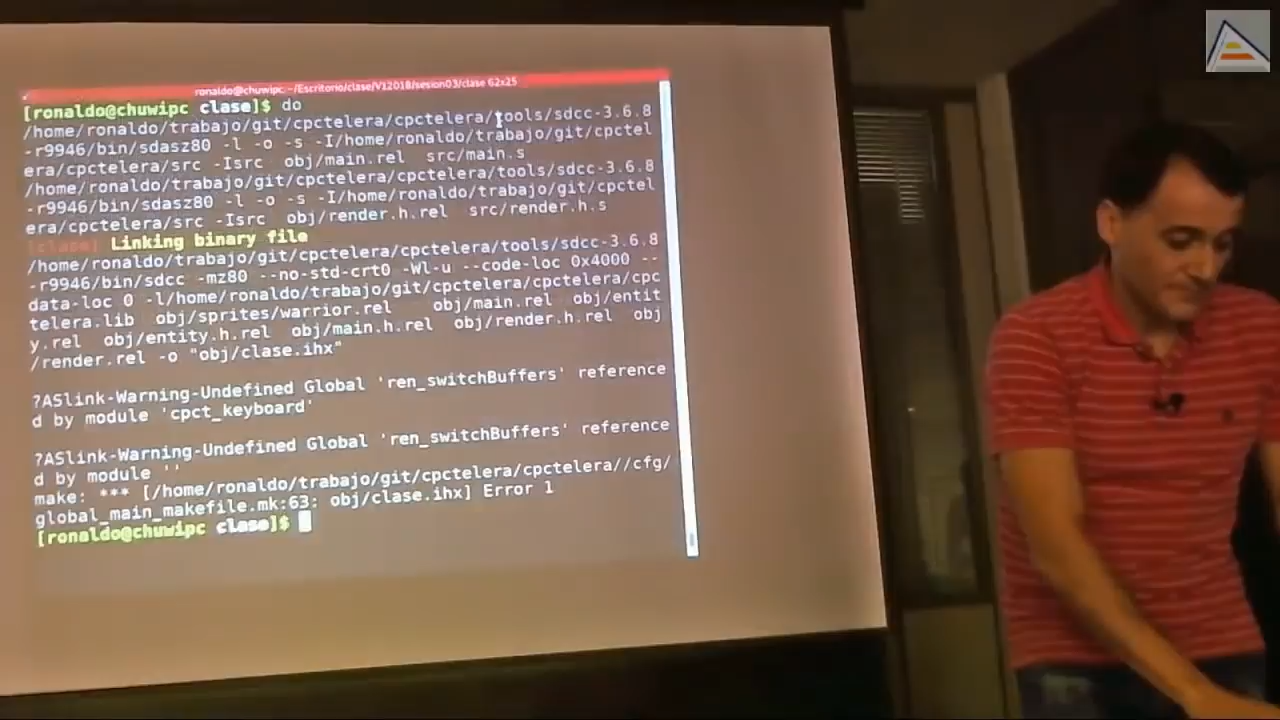 ronaldo@chuwipc ~/Escritorio/clase/V12018/sesion03/clase 62x25
[ronaldo@chuwipc clase]$ do
/home/ronaldo/trabajo/git/cpctelera/cpctelera/tools/sdcc-3.6.8
-r9946/bin/sdasz80 -l -o -s -I/home/ronaldo/trabajo/git/cpctel
era/cpctelera/src -Isrc obj/main.rel src/main.s
/home/ronaldo/trabajo/git/cpctelera/cpctelera/tools/sdcc-3.6.8
-r9946/bin/sdasz80 -l -o -s -I/home/ronaldo/trabajo/git/cpctel
era/cpctelera/src -Isrc obj/render.h.rel src/render.h.s
[clase] Linking binary file
/home/ronaldo/trabajo/git/cpctelera/cpctelera/tools/sdcc-3.6.8
-r9946/bin/sdcc -mz80 --no-std-crt0 -Wl-u --code-loc 0x4000 --
data-loc 0 -l/home/ronaldo/trabajo/git/cpctelera/cpctelera/cpc
telera.lib obj/sprites/warrior.rel obj/main.rel obj/entit
y.rel obj/entity.h.rel obj/main.h.rel obj/render.h.rel obj
/render.rel -o "obj/clase.ihx"
?ASlink-Warning-Undefined Global 'ren_switchBuffers' reference
d by module 'cpct_keyboard'
?ASlink-Warning-Undefined Global 'ren_switchBuffers' reference
d by module ''
make: *** [/home/ronaldo/trabajo/git/cpctelera/cpctelera//cfg/
global_main_makefile.mk:63: obj/clase.ihx] Error 1
[ronaldo@chuwipc clase]$